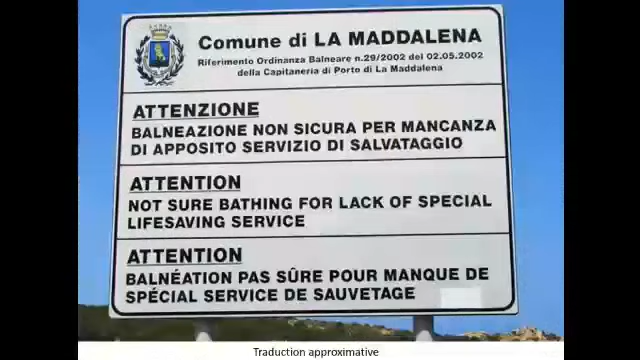 Comune di LA MADDALENA
Riferimento Ordinanza Balneare n.29/2002 del 02.05.2002
della Capitaneria di Porto di La Maddalena
ATTENZIONE
BALNEAZIONE NON SICURA PER MANCANZA
DI APPOSITO SERVIZIO DI SALVATAGGIO
ATTENTION
NOT SURE BATHING FOR LACK OF SPECIAL
LIFESAVING SERVICE
ATTENTION
BALNÉATION PAS SÛRE POUR MANQUE DE
SPÉCIAL SERVICE DE SAUVETAGE
Traduction approximative